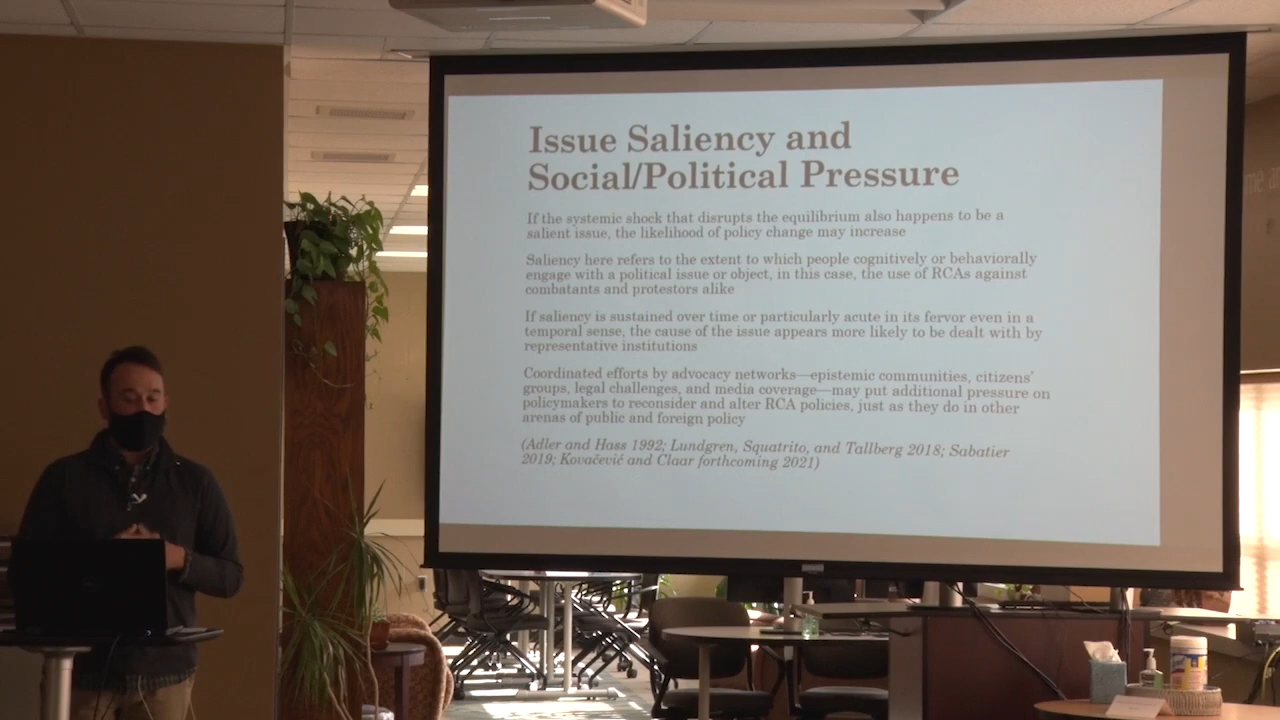 Issue Saliency and
Social/Political Pressure
If the systemic shock that disrupts the equilibrium also happens to be a
salient issue, the likelihood of policy change may increase
Saliency here refers to the extent to which people cognitively or behaviorally
engage with a political issue or object, in this case, the use of RCAs against
combatants and protestors alike
If saliency is sustained over time or particularly acute in its fervor even in a
temporal sense, the cause of the issue appears more likely to be dealt with by
representative institutions
Coordinated efforts by advocacy networks—epistemic communities, citizens'
groups, legal challenges, and media coverage—may put additional pressure on
policymakers to reconsider and alter RCA policies, just as they do in other
arenas of public and foreign policy
(Adler and Hass 1992; Lundgren, Squatrito, and Tallberg 2018; Sabatier
2019; Kovačević and Claar forthcoming 2021)